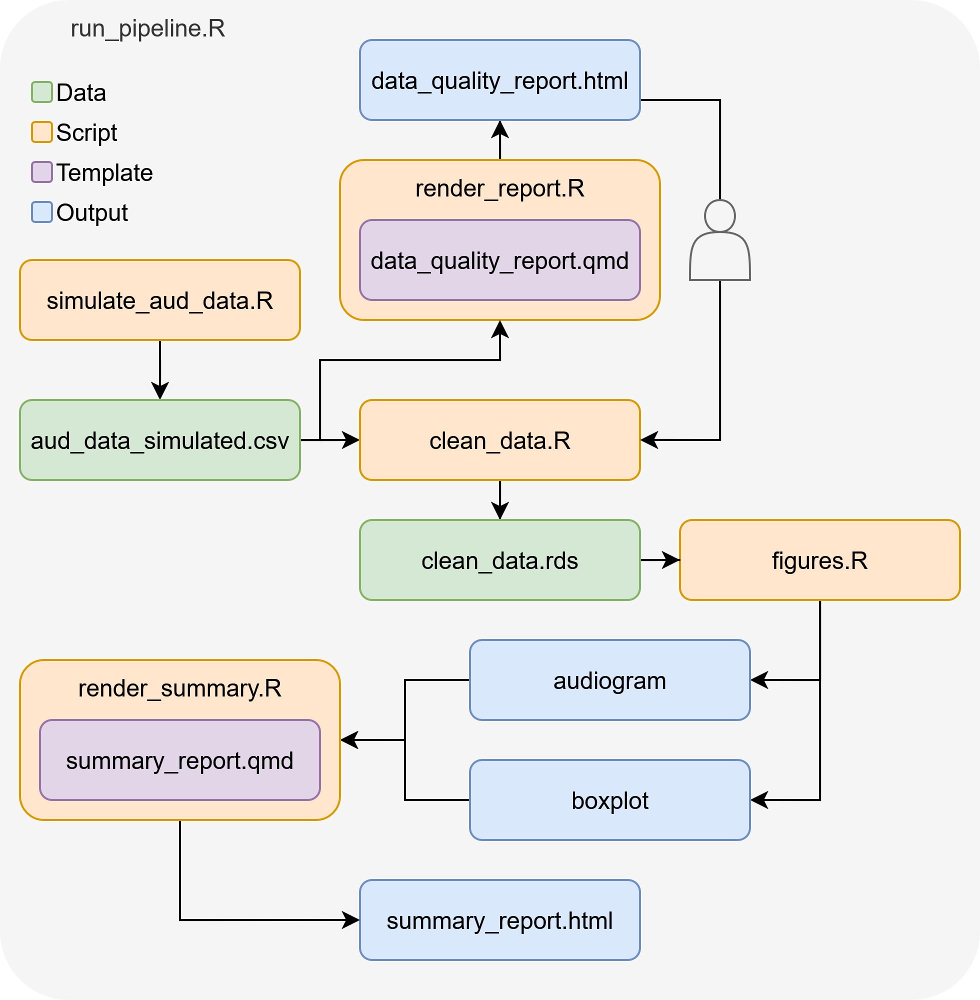 run_pipeline.R
Data
Script
Template
Output
data_quality_report.html
render_report.R
data_quality_report.qmd
simulate_aud_data.R
aud_data_simulated.csv
clean_data.R
clean_data.rds
figures.R
audiogram
boxplot
render_summary.R
summary_report.qmd
summary_report.html